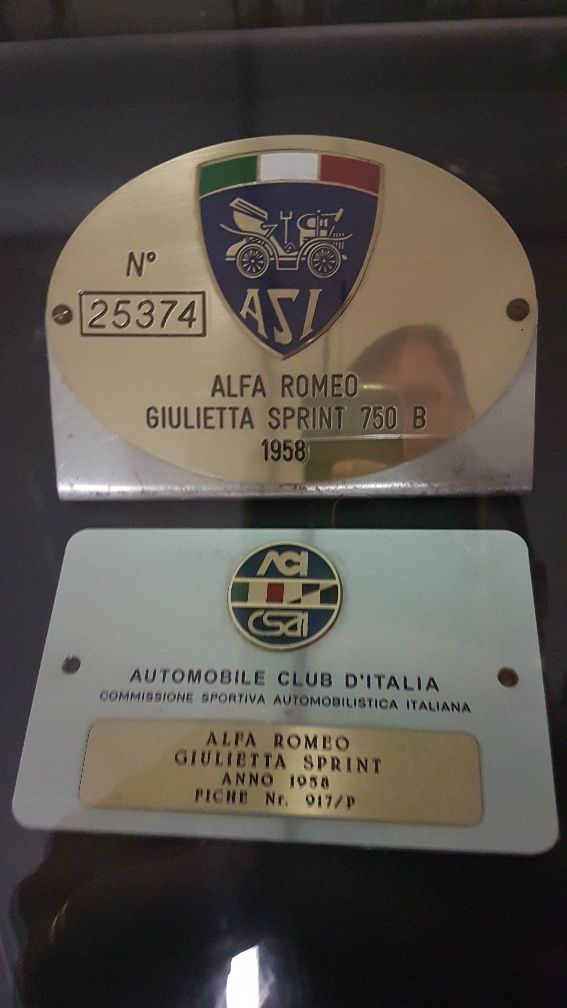 N°
25374
ASI
ALFA ROMEO
GIULIETTA SPRINT 750 B
1958
ACI
CSAI
AUTOMOBILE CLUB D'ITALIA
COMMISSIONE SPORTIVA AUTOMOBILISTICA ITALIANA
ALFA ROMEO
GIULIETTA SPRINT
ANNO 1958
FICHE Nr. 917/P